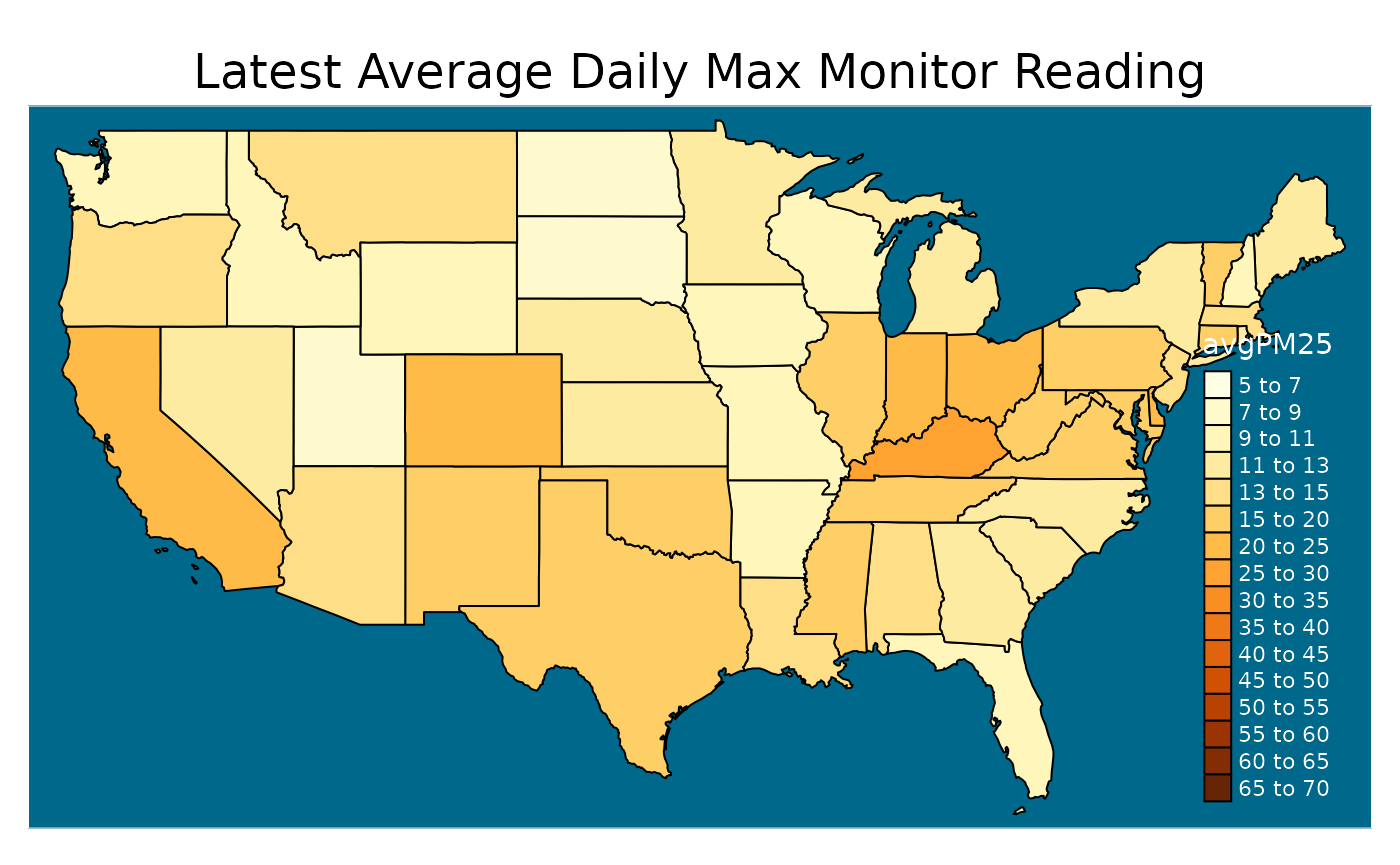 Latest Average Daily Max Monitor Reading
avgPM25
5 to 7
7 to 9
9 to 11
11 to 13
13 to 15
15 to 20
20 to 25
25 to 30
30 to 35
35 to 40
40 to 45
45 to 50
50 to 55
55 to 60
60 to 65
65 to 70